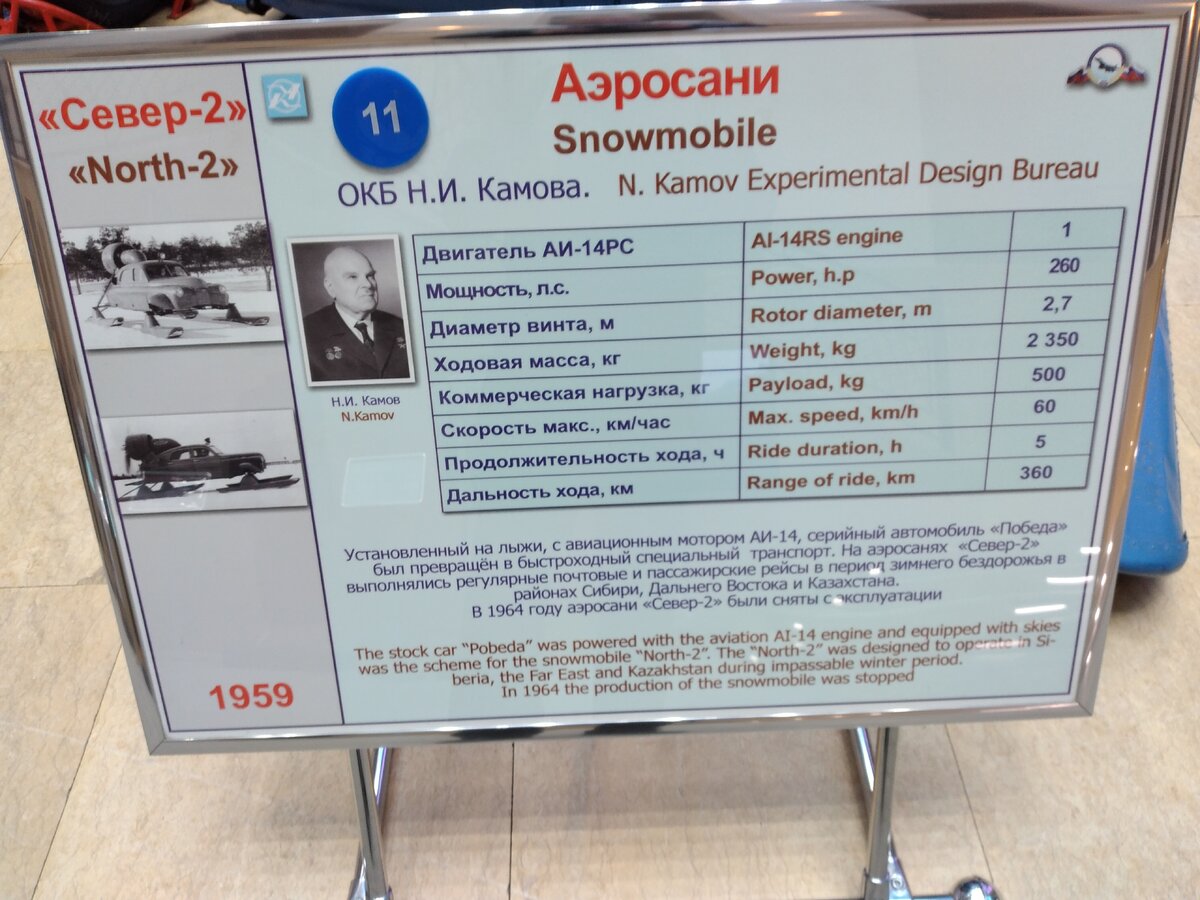 «Север-2»
«North-2»
1959
11
Аэросани
Snowmobile
ОКБ Н.И. Камова. N. Kamov Experimental Design Bureau
Н.И. Камов
N.Kamov
Двигатель АИ-14РС AI-14RS engine 1
Мощность, л.с. Power, h.p 260
Диаметр винта, м Rotor diameter, m 2,7
Ходовая масса, кг Weight, kg 2 350
Коммерческая нагрузка, кг Payload, kg 500
Скорость макс., км/час Max. speed, km/h 60
Продолжительность хода, ч Ride duration, h 5
Дальность хода, км Range of ride, km 360
Установленный на лыжи, с авиационным мотором АИ-14, серийный автомобиль «Победа»
был превращён в быстроходный специальный транспорт. На аэросанях «Север-2»
выполнялись регулярные почтовые и пассажирские рейсы в период зимнего бездорожья в
районах Сибири, Дальнего Востока и Казахстана.
В 1964 году аэросани «Север-2» были сняты с эксплуатации
The stock car “Pobeda” was powered with the aviation AI-14 engine and equipped with skies
was the scheme for the snowmobile “North-2”. The “North-2” was designed to operate in Si-
beria, the Far East and Kazakhstan during impassable winter period.
In 1964 the production of the snowmobile was stopped